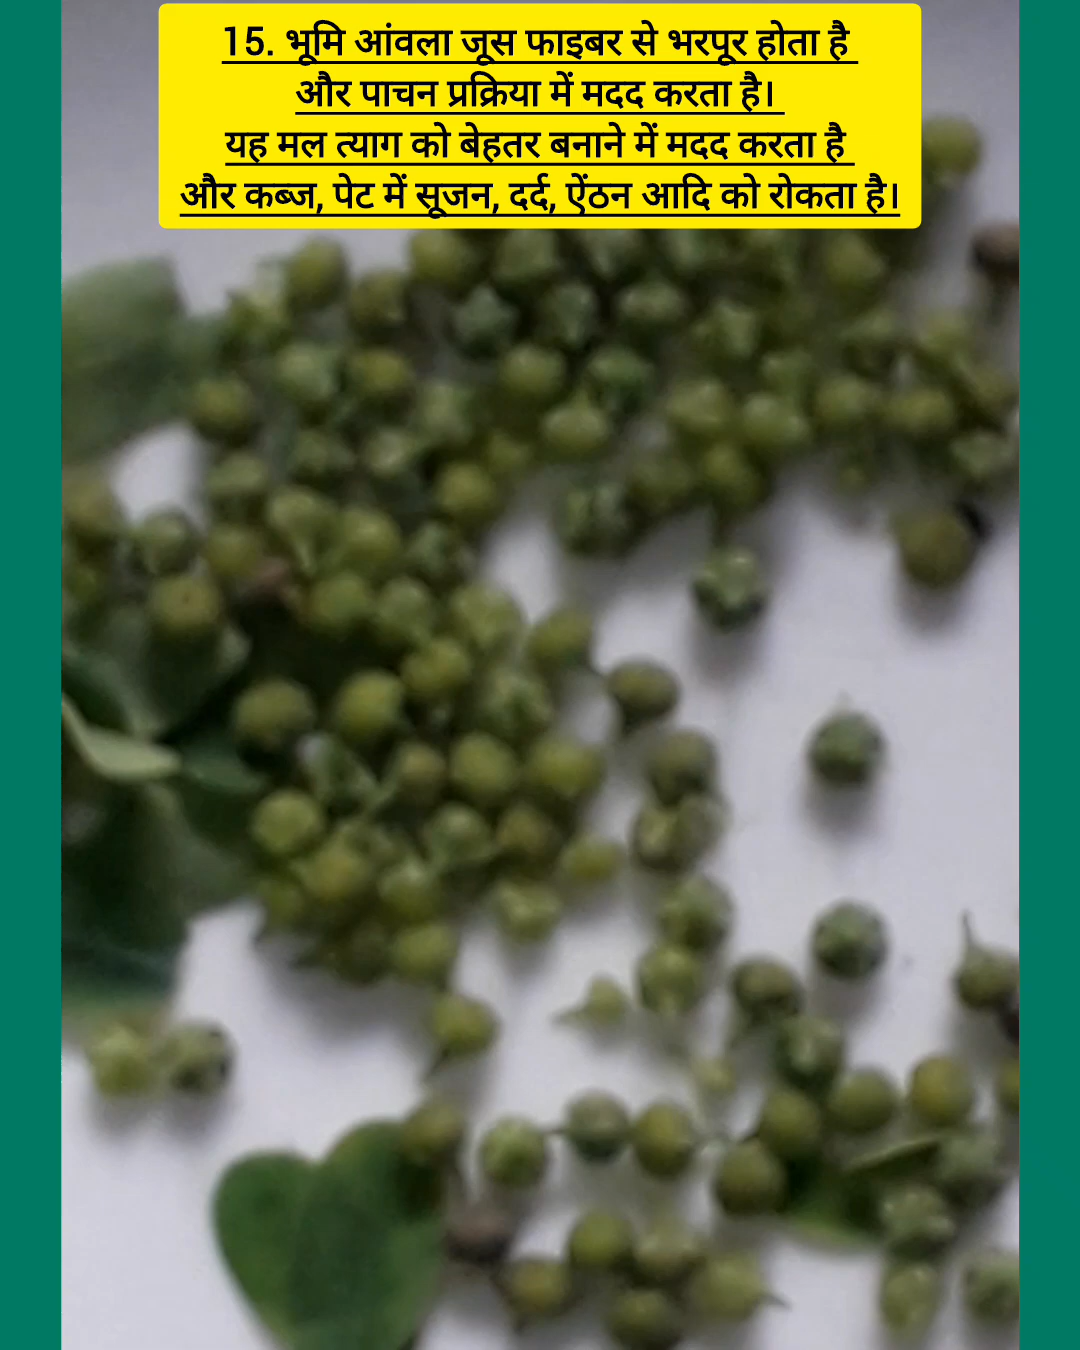 15. भूमि आंवला जूस फाइबर से भरपूर होता है
और पाचन प्रक्रिया में मदद करता है।
यह मल त्याग को बेहतर बनाने में मदद करता है
और कब्ज, पेट में सूजन, दर्द, ऐंठन आदि को रोकता है।